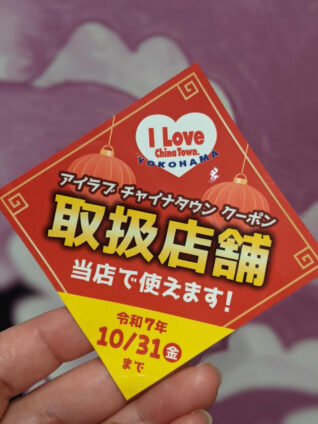 I Love
China Town.
YOKOHAMA
アイラブ チャイナタウン クーポン
取扱店舗
当店で使えます!
令和7年
10/31㊎
まで